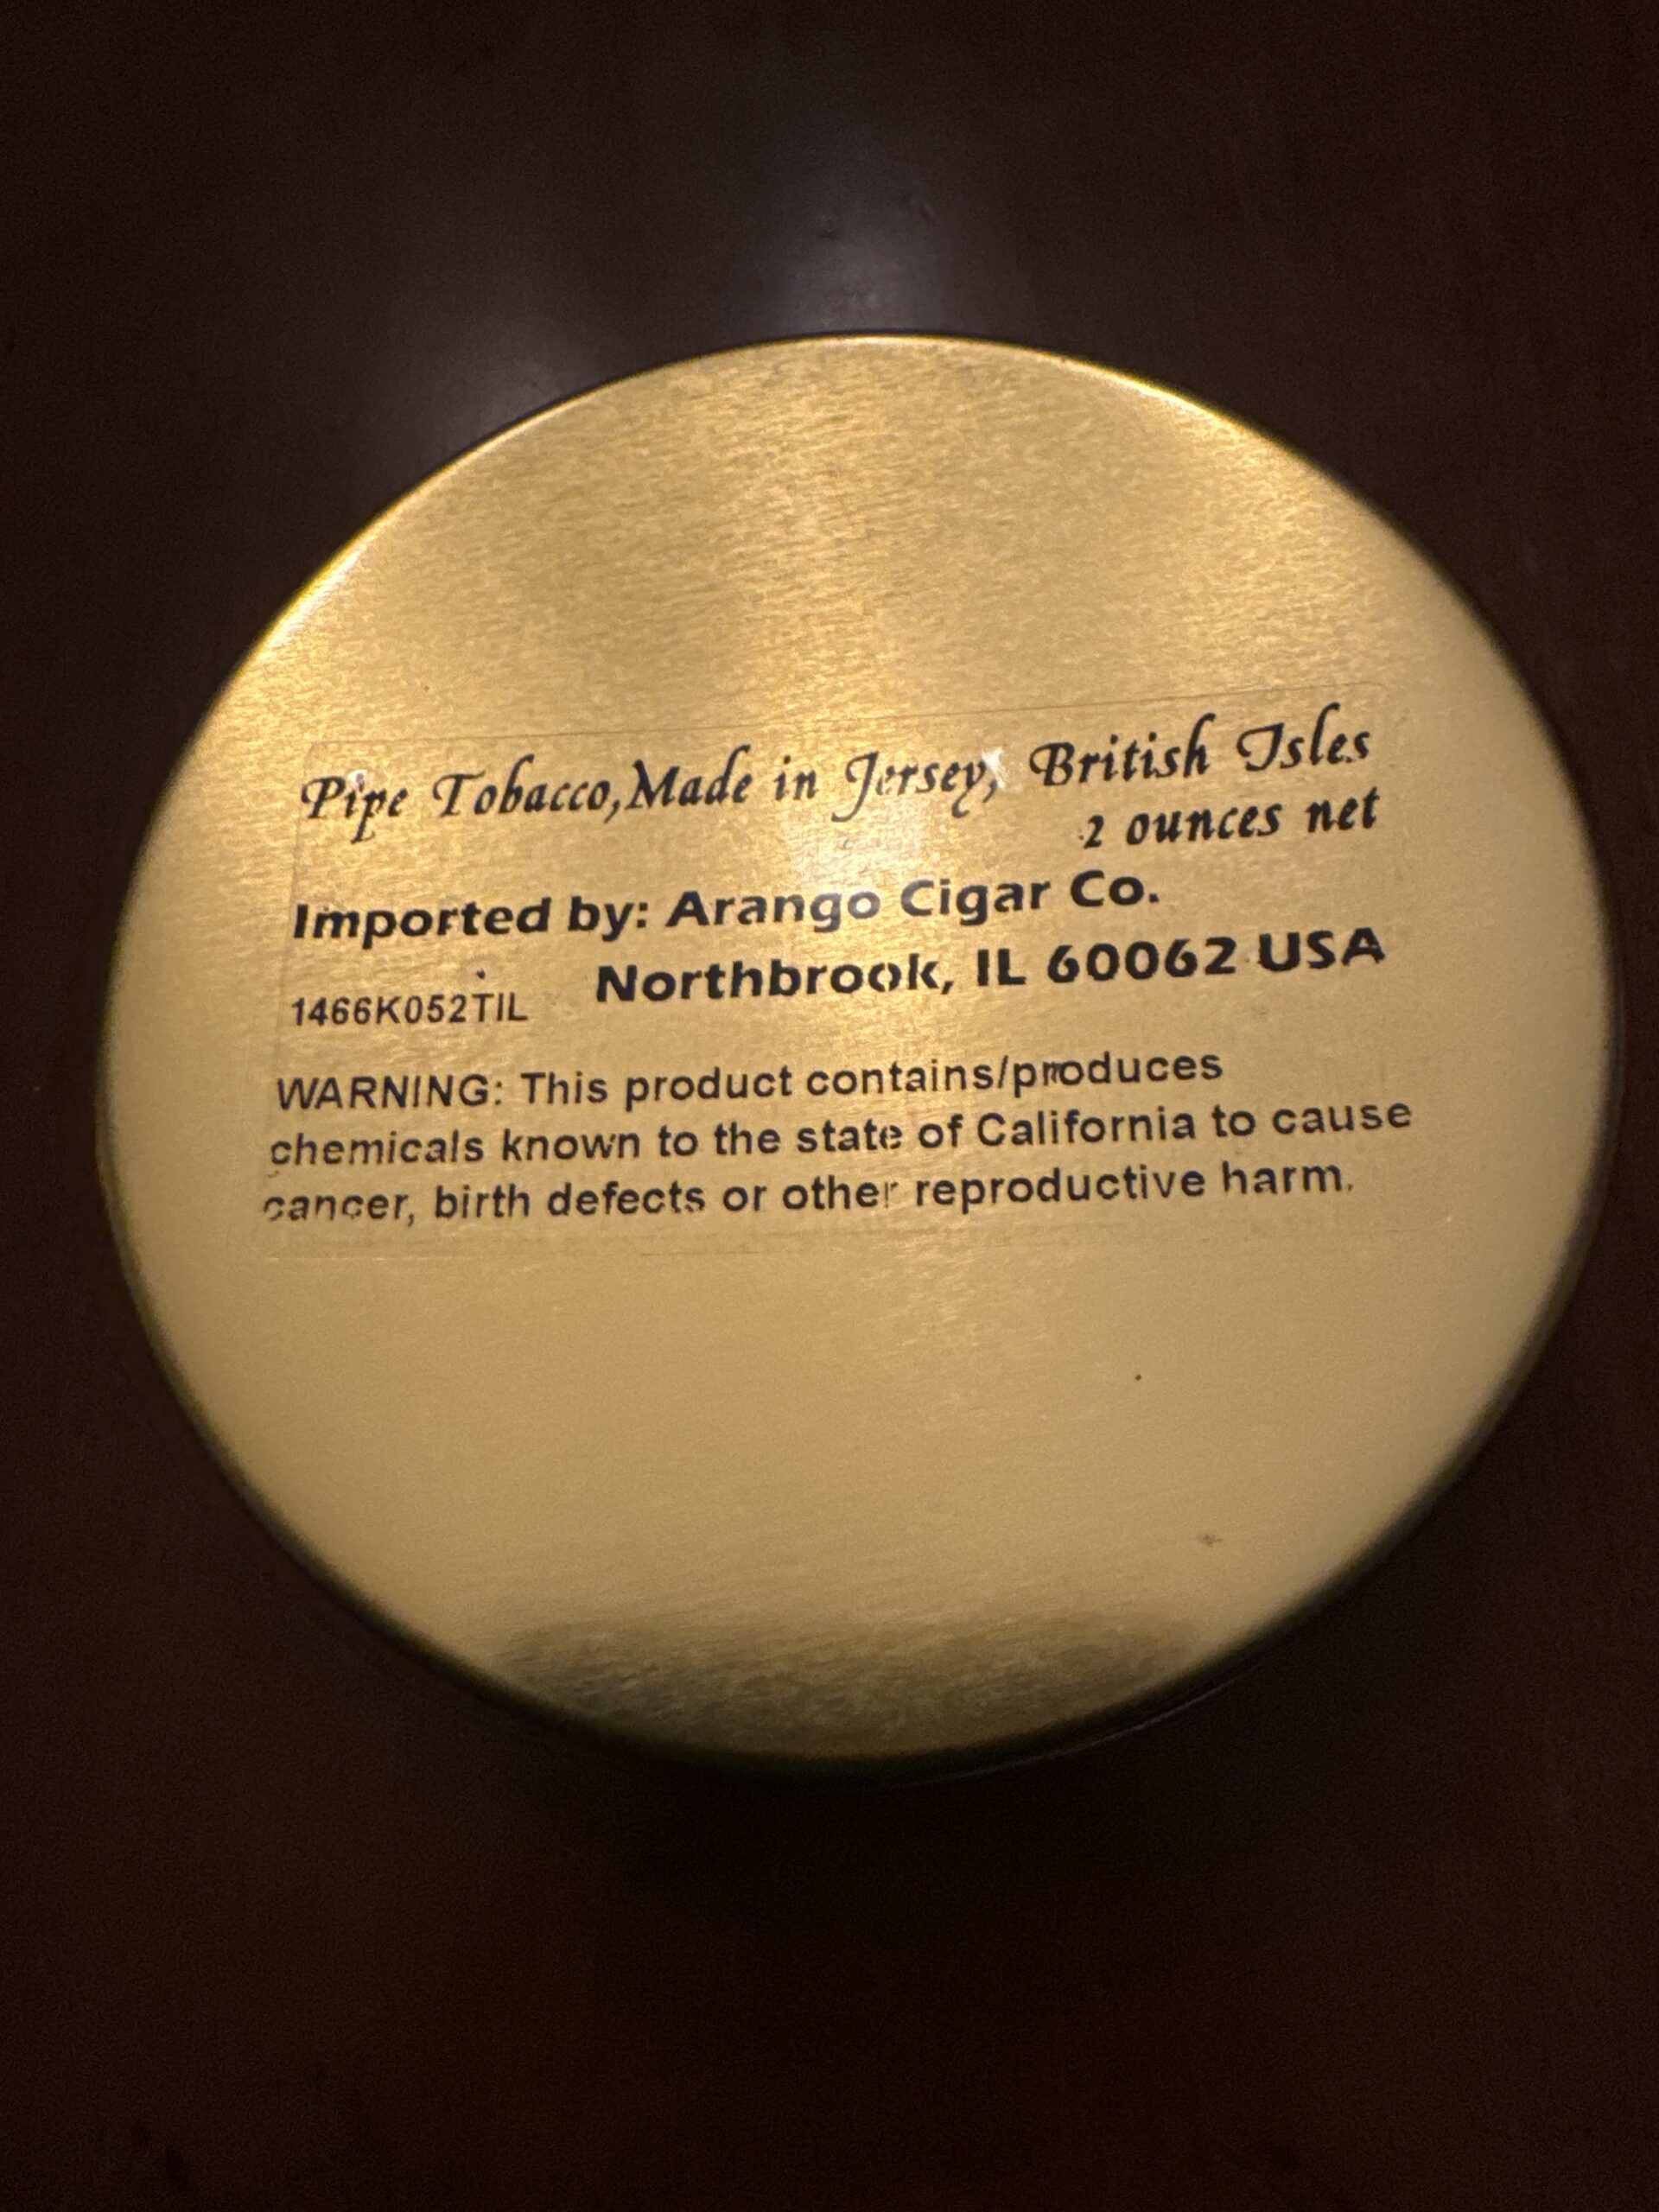 Pipe Tobacco,Made in Jersey, British Isles
2 ounces net
Imported by: Arango Cigar Co.
Northbrook, IL 60062 USA
1466K052TIL
WARNING: This product contains/produces
chemicals known to the state of California to cause
cancer, birth defects or other reproductive harm.